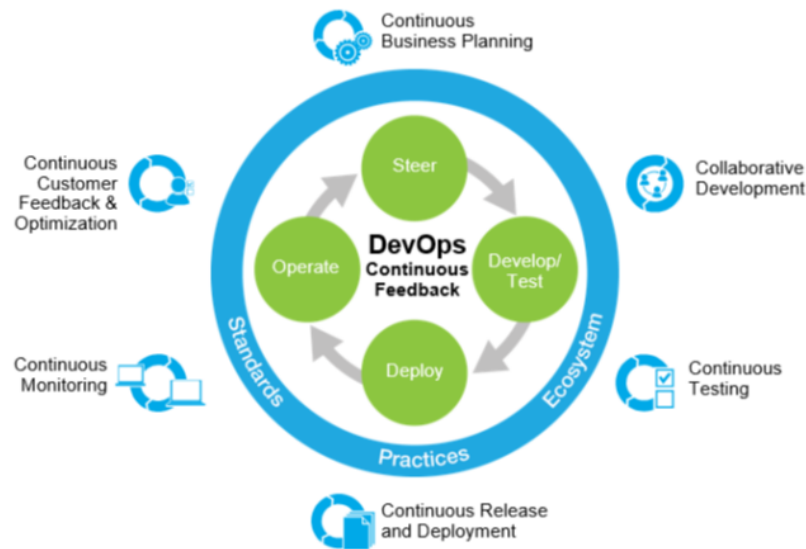 Continuous
Business Planning
Continuous
Customer
Feedback &
Optimization
Steer
Collaborative
Development
Operate
DevOps
Continuous
Feedback
Develop/
Test
Continuous
Monitoring
Deploy
Continuous
Testing
Standards
Practices
Ecosystem
Continuous Release
and Deployment